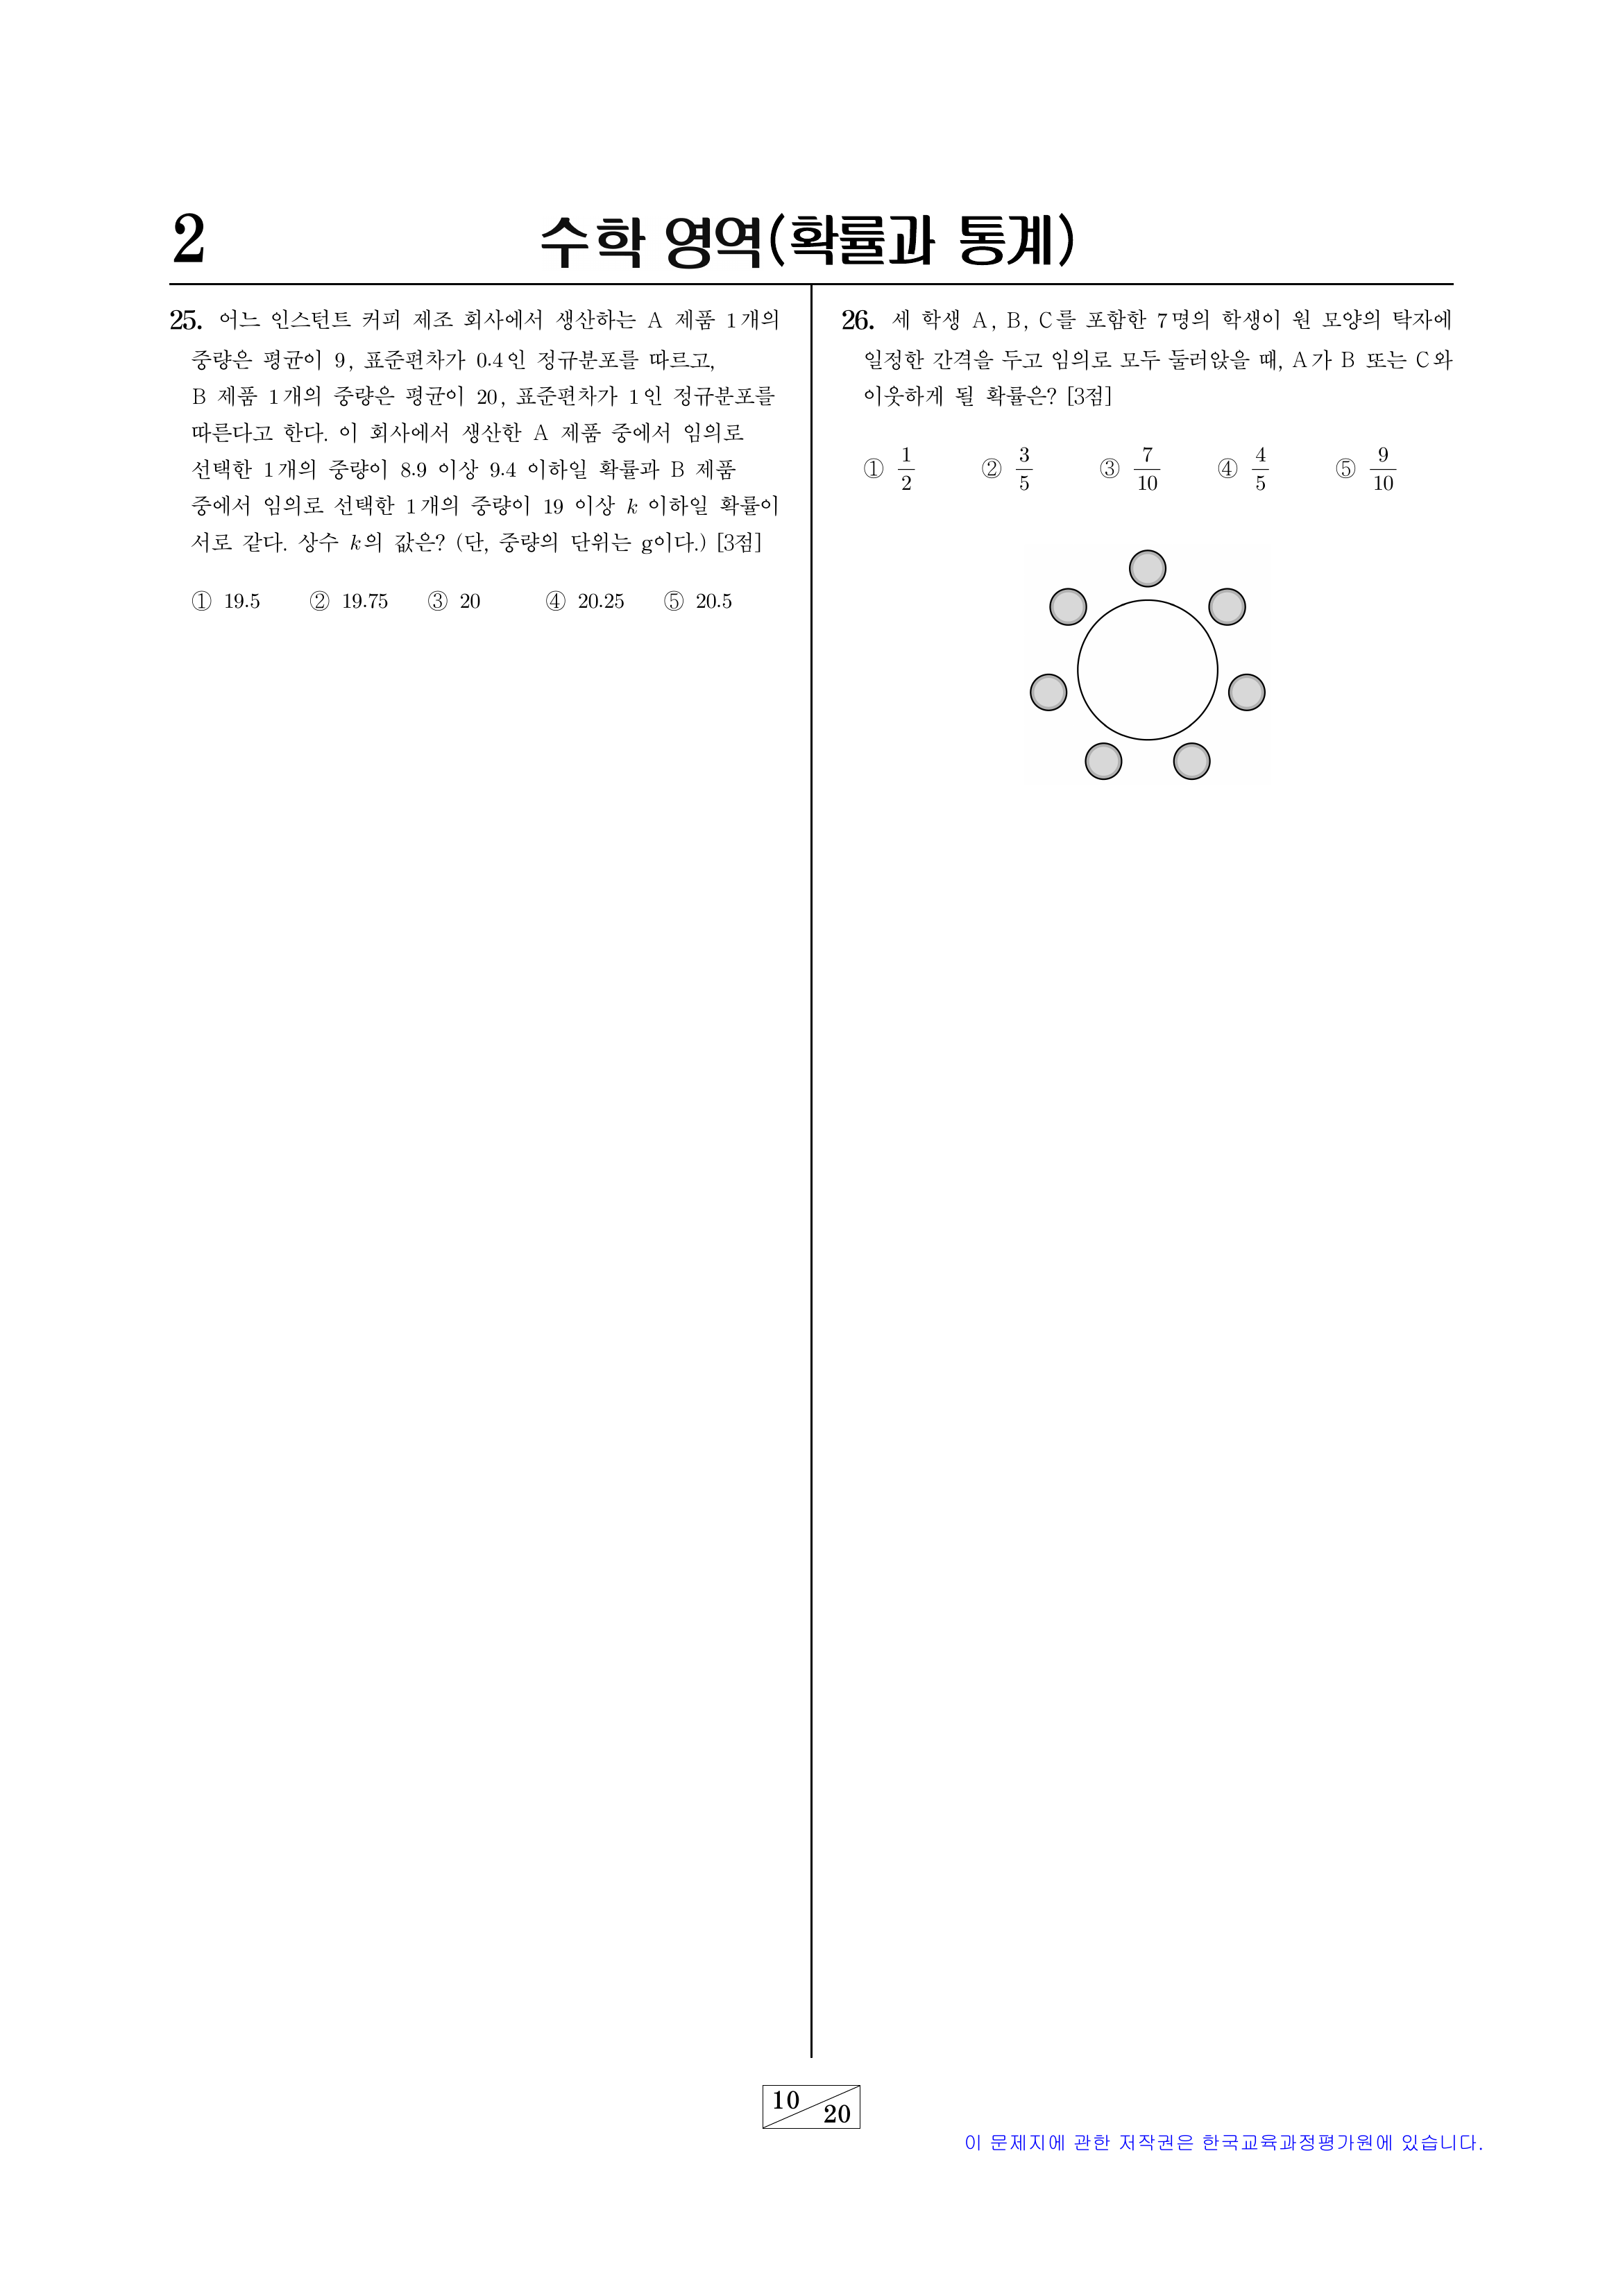 2
수학 영역(확률과 통계)
25. 어느 인스턴트 커피 제조 회사에서 생산하는 A 제품 1개의
중량은 평균이 9, 표준편차가 0.4인 정규분포를 따르고,
B 제품 1개의 중량은 평균이 20, 표준편차가 1인 정규분포를
따른다고 한다. 이 회사에서 생산한 A 제품 중에서 임의로
선택한 1개의 중량이 8.9 이상 9.4 이하일 확률과 B 제품
중에서 임의로 선택한 1개의 중량이 19 이상 k 이하일 확률이
서로 같다. 상수 k의 값은? (단, 중량의 단위는 g이다.) [3점]
① 19.5 ② 19.75 ③ 20 ④ 20.25 ⑤ 20.5
26. 세 학생 A, B, C를 포함한 7명의 학생이 원 모양의 탁자에
일정한 간격을 두고 임의로 모두 둘러앉을 때, A가 B 또는 C와
이웃하게 될 확률은? [3점]
① 1/2 ② 3/5 ③ 7/10 ④ 4/5 ⑤ 9/10
10
20
이 문제지에 관한 저작권은 한국교육과정평가원에 있습니다.